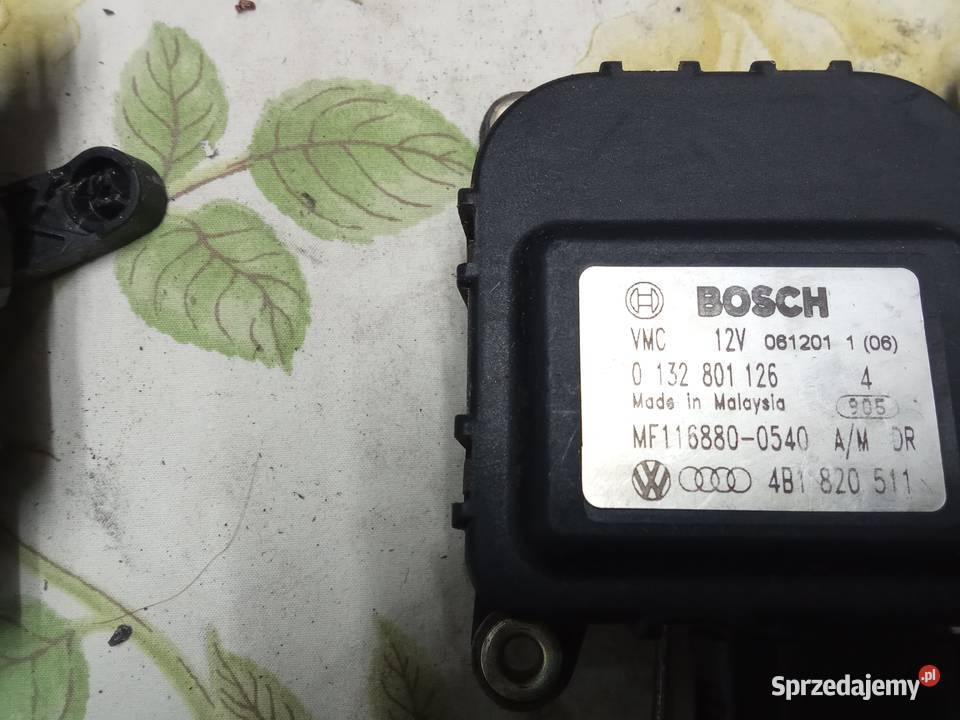 BOSCH
VMC 12V 061201 1 (06)
0 132 801 126 4
Made in Malaysia 905
MF116880-0540 A/M DR
4B1 820 511
Sprzedajemy.pl